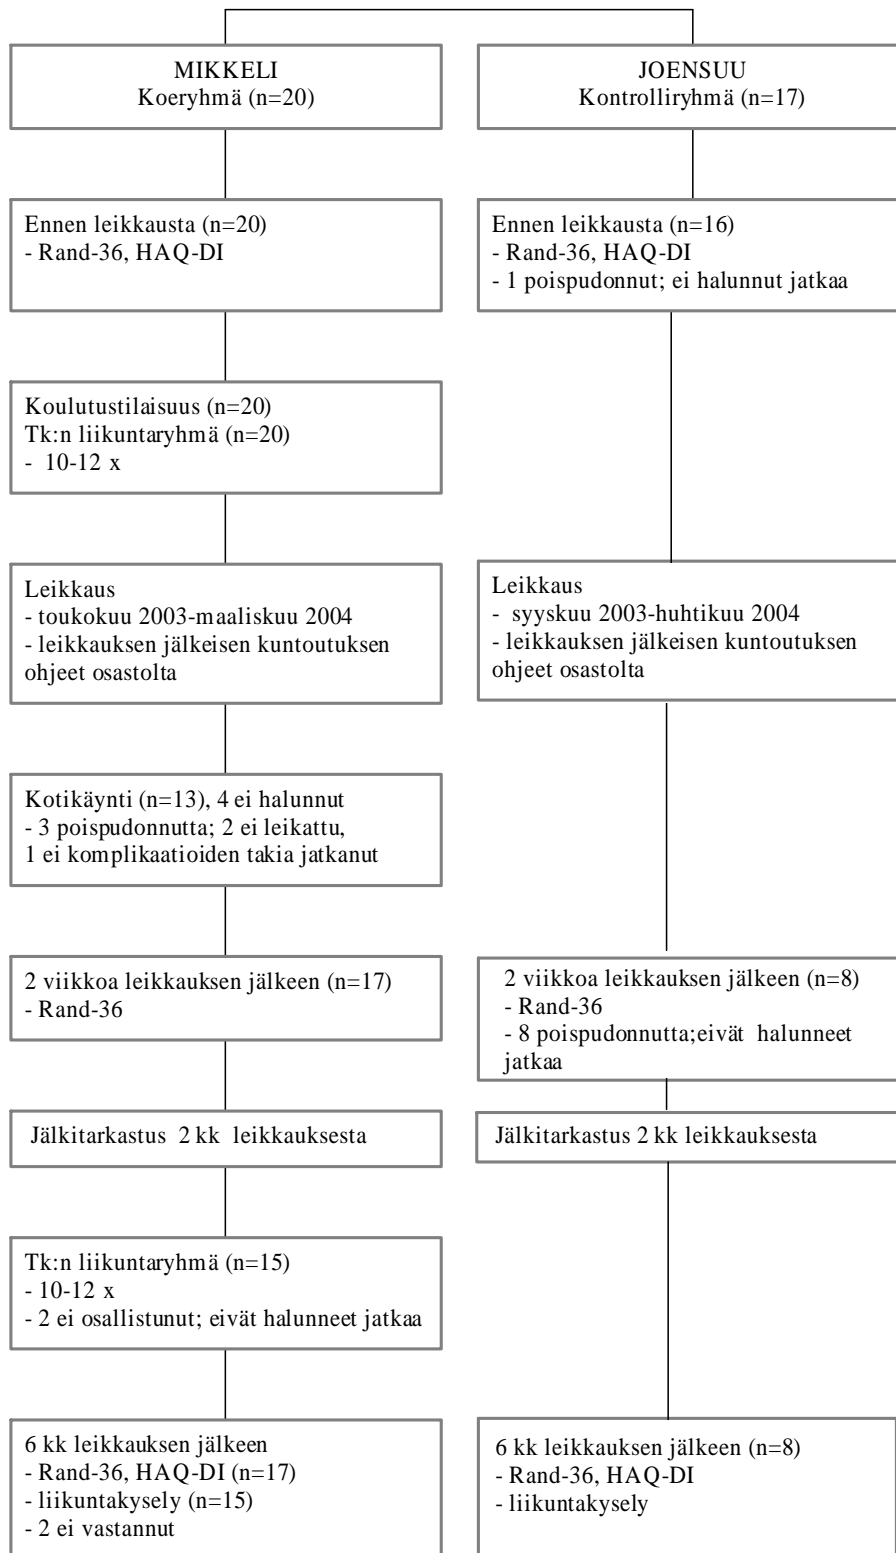 MIKKELI
Koeryhmä (n=20)
JOENSUU
Kontrolliryhmä (n=17)
Ennen leikkausta (n=20)
- Rand-36, HAQ-DI
Ennen leikkausta (n=16)
- Rand-36, HAQ-DI
- 1 poispudonnut; ei halunnut jatkaa
Koulutustilaisuus (n=20)
Tk:n liikuntaryhmä (n=20)
- 10-12 x
Leikkaus
- toukokuu 2003-maaliskuu 2004
- leikkauksen jälkeisen kuntoutuksen
ohjeet osastolta
Leikkaus
- syyskuu 2003-huhtikuu 2004
- leikkauksen jälkeisen kuntoutuksen
ohjeet osastolta
Kotikäynti (n=13), 4 ei halunnut
- 3 poispudonnutta; 2 ei leikattu,
1 ei komplikaatioiden takia jatkanut
2 viikkoa leikkauksen jälkeen (n=17)
- Rand-36
2 viikkoa leikkauksen jälkeen (n=8)
- Rand-36
- 8 poispudonnutta;eivät halunneet
jatkaa
Jälkitarkastus 2 kk leikkauksesta
Jälkitarkastus 2 kk leikkauksesta
Tk:n liikuntaryhmä (n=15)
- 10-12 x
- 2 ei osallistunut; eivät halunneet jatkaa
6 kk leikkauksen jälkeen
- Rand-36, HAQ-DI (n=17)
- liikuntakysely (n=15)
- 2 ei vastannut
6 kk leikkauksen jälkeen (n=8)
- Rand-36, HAQ-DI
- liikuntakysely